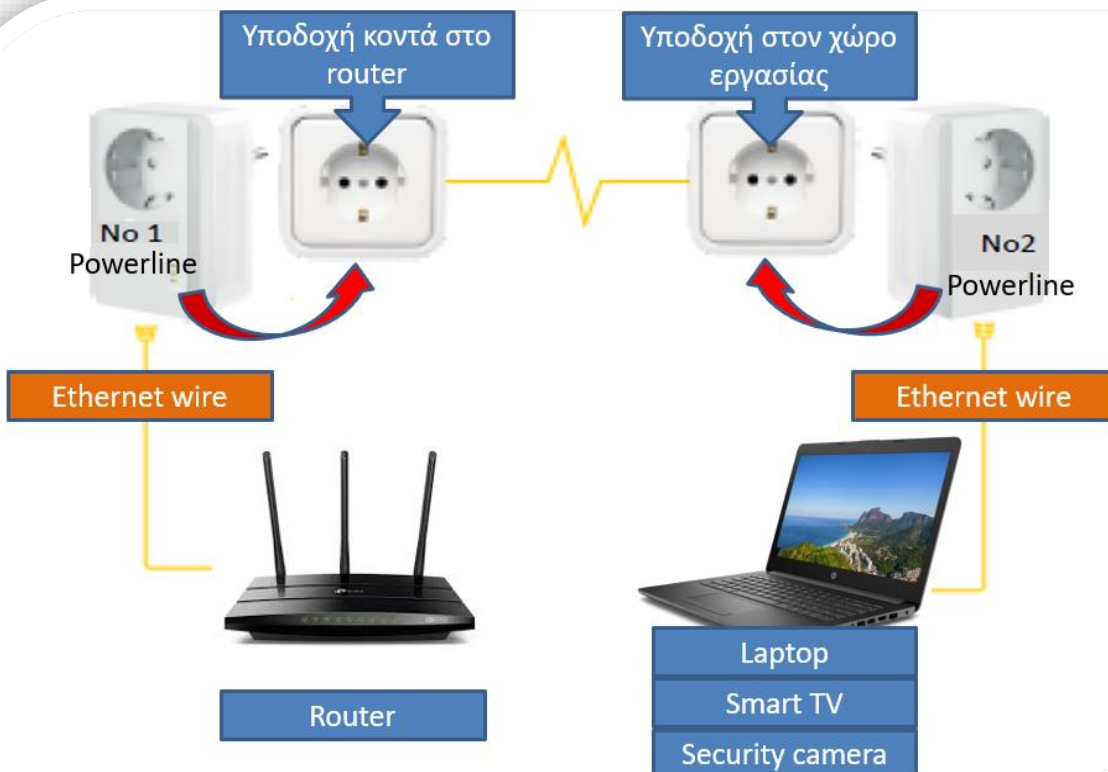 Υποδοχή κοντά στο
router
Υποδοχή στον χώρο
εργασίας
No 1
Powerline
No2
Powerline
Ethernet wire
Ethernet wire
Router
Laptop
Smart TV
Security camera